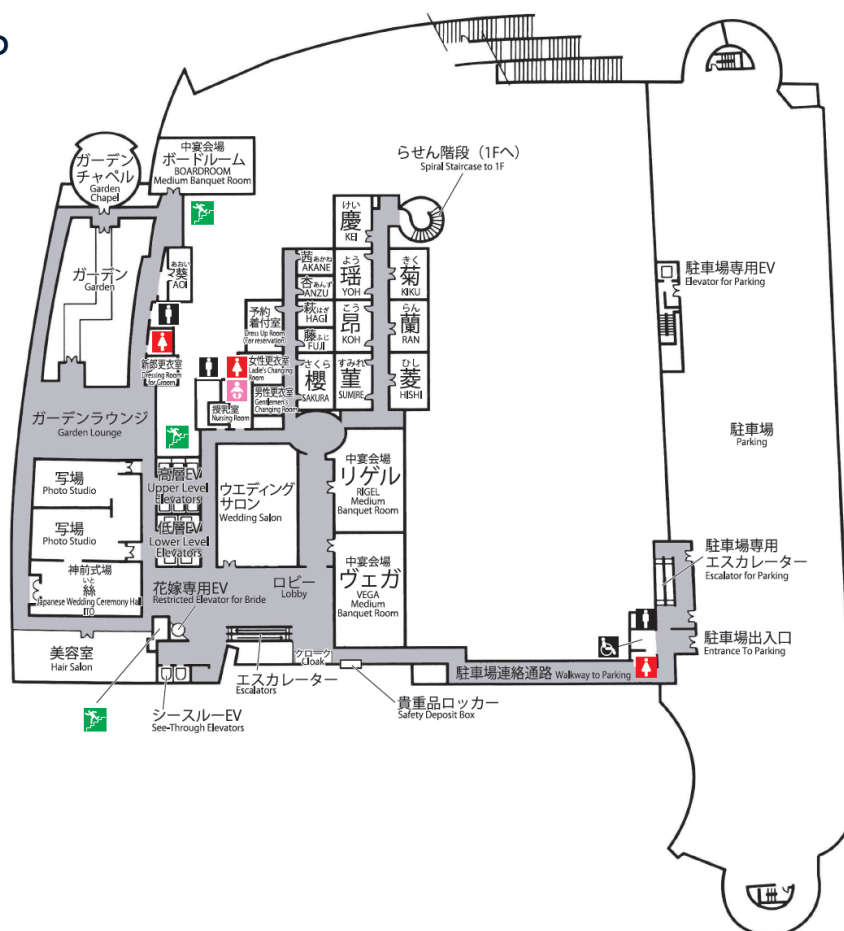 ガーデン
チャペル
Garden
Chapel
中宴会場
ボードルーム
BOARDROOM
Medium Banquet Room
らせん階段（1Fへ）
Spiral Staircase to 1F
けい
慶
KEI
ガーデン
Garden
あおい
葵
AOI
茜あかね
AKANE
杏あんず
ANZU
萩はぎ
HAGI
藤ふじ
FUJI
さくら
櫻
SAKURA
よう
瑶
YOH
こう
昂
KOH
すみれ
菫
SUMIRE
きく
菊
KIKU
らん
蘭
RAN
ひし
菱
HISHI
駐車場専用EV
Elevator for Parking
予約
着付室
Dress Up Room
(For reservation)
新郎更衣室
Dressing Room
for Groom
女性更衣室
Ladie's Changing
Room
男性更衣室
Gentlemen's
Changing Room
授乳室
Nursing Room
ガーデンラウンジ
Garden Lounge
駐車場
Parking
写場
Photo Studio
写場
Photo Studio
高層EV
Upper Level
Elevators
低層EV
Lower Level
Elevators
ウエディング
サロン
Wedding Salon
中宴会場
リゲル
RIGEL
Medium
Banquet Room
中宴会場
ヴェガ
VEGA
Medium
Banquet Room
駐車場専用
エスカレーター
Escalator for Parking
神前式場
いと
絲
Japanese Wedding Ceremony Hall
ITO
花嫁専用EV
Restricted Elevator for Bride
ロビー
Lobby
美容室
Hair Salon
クローク
Cloak
駐車場出入口
Entrance To Parking
駐車場連絡通路 Walkway to Parking
エスカレーター
Escalators
シースルーEV
See-Through Elevators
貴重品ロッカー
Safety Deposit Box